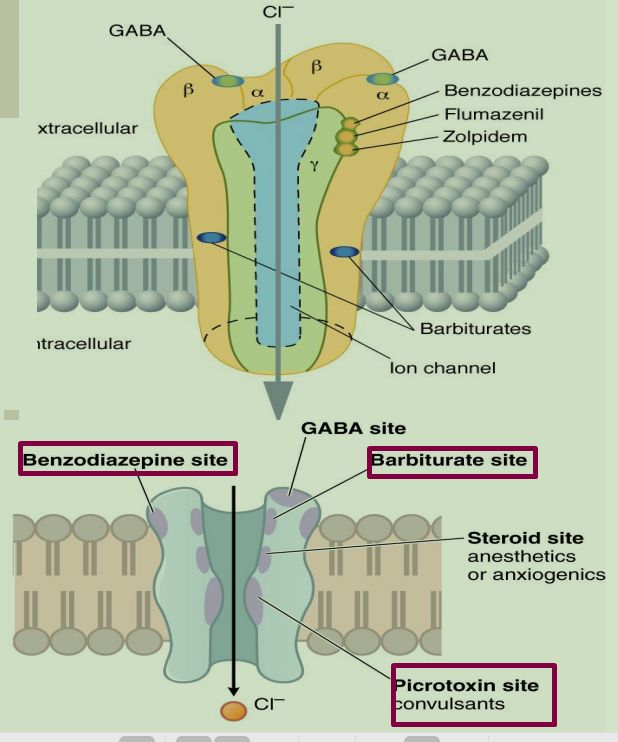 Cl⁻
GABA
β
α
β
α
GABA
Benzodiazepines
Flumazenil
Zolpidem
xtracellular
γ
Barbiturates
ntracellular
Ion channel
GABA site
Benzodiazepine site
Barbiturate site
Steroid site
anesthetics
or anxiogenics
Picrotoxin site
convulsants
Cl⁻